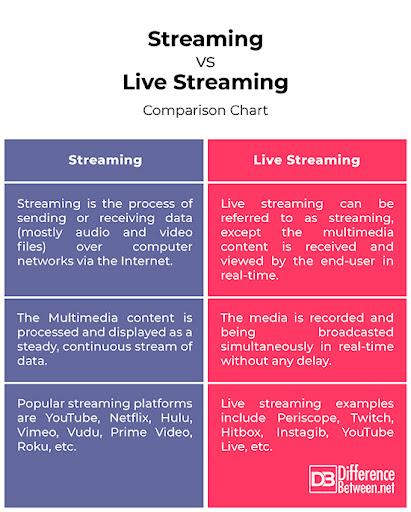 Streaming
VS
Live Streaming
Comparison Chart
Streaming
Live Streaming
Streaming is the process of
sending or receiving data
(mostly audio and video
files) over computer
networks via the Internet.
Live streaming can be
referred to as streaming,
except the multimedia
content is received and
viewed by the end-user in
real-time.
The Multimedia content is
processed and displayed as a
steady, continuous stream of
data.
The media is recorded and
being broadcasted
simultaneously in real-time
without any delay.
Popular streaming platforms
are YouTube, Netflix, Hulu,
Vimeo, Vudu, Prime Video,
Roku, etc.
Live streaming examples
include Periscope, Twitch,
Hitbox, Instagib, YouTube
Live, etc.
DB Difference
Between.net